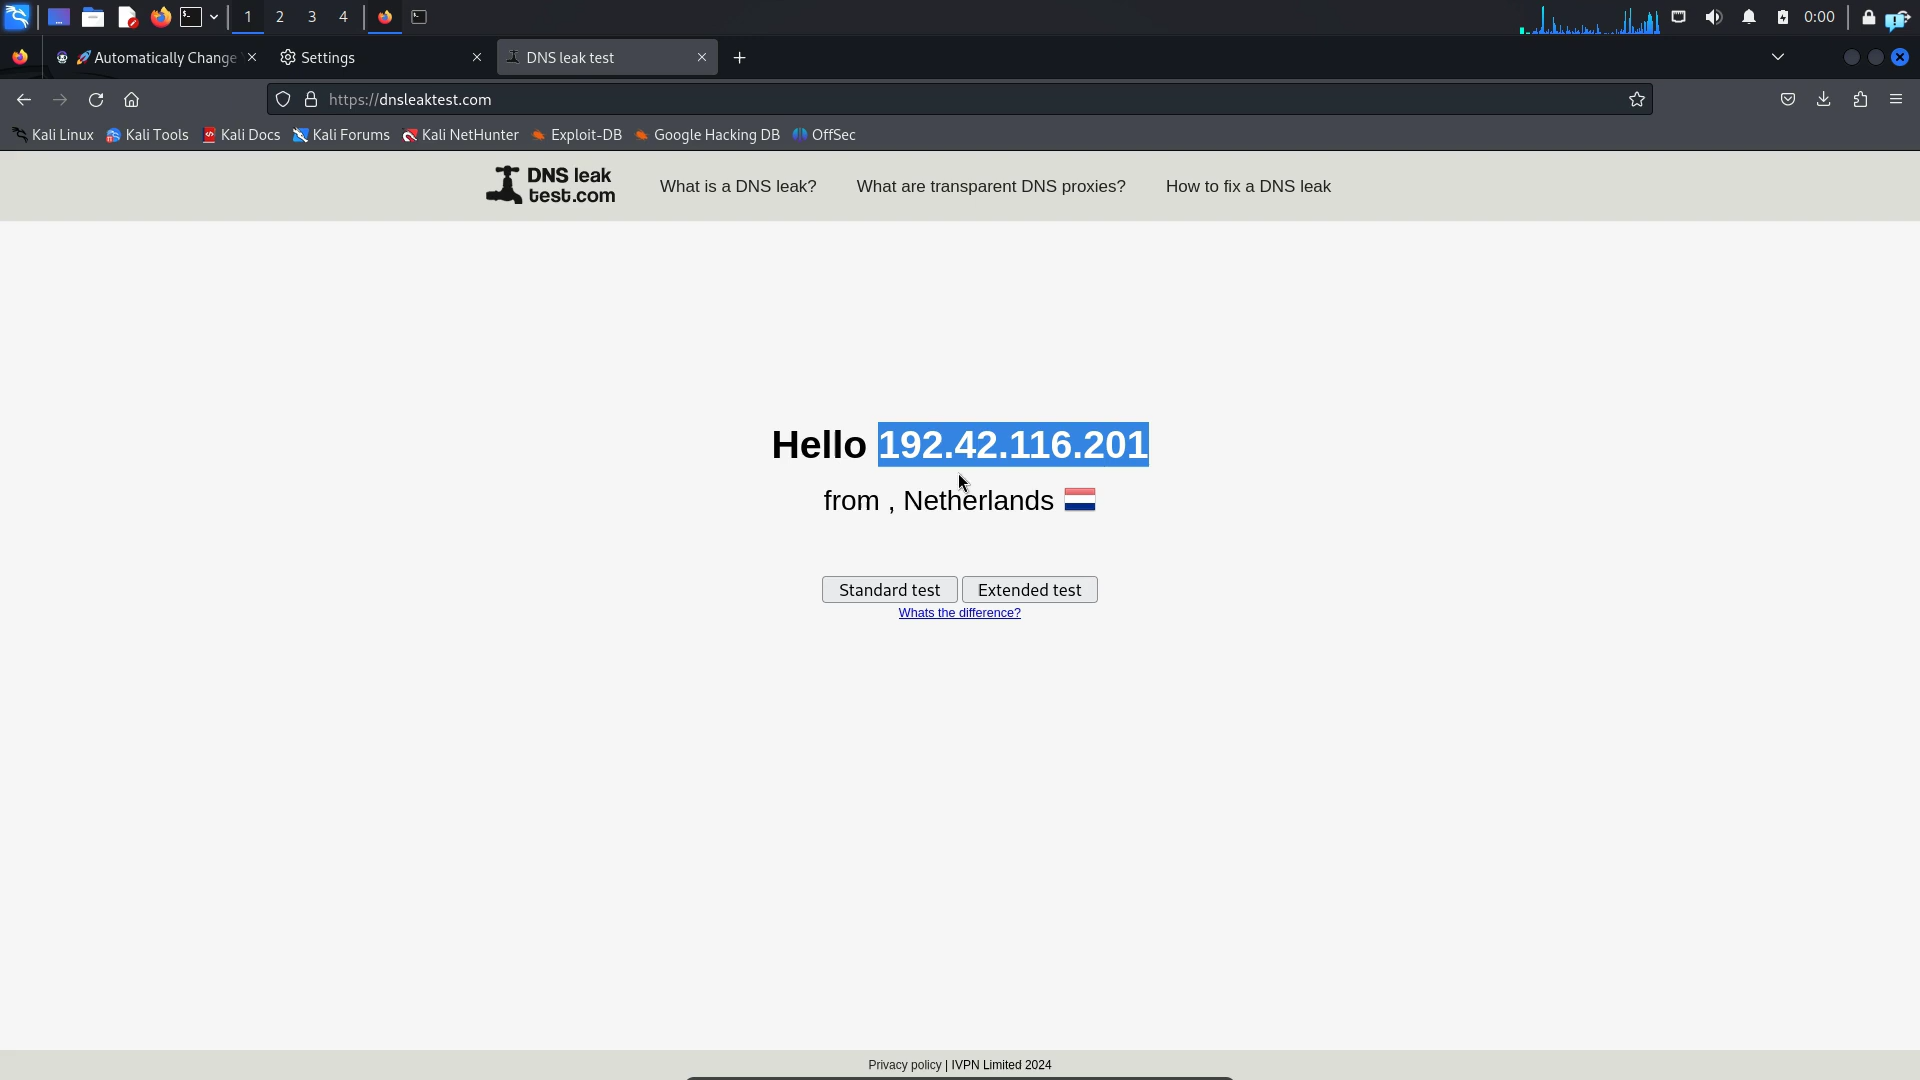 1 2 3 4 0:00
🚀Automatically Change
Settings
DNS leak test
https://dnsleaktest.com
Kali Linux Kali Tools Kali Docs Kali Forums Kali NetHunter Exploit-DB Google Hacking DB OffSec
DNS leak
test.com
What is a DNS leak? What are transparent DNS proxies? How to fix a DNS leak
Hello 192.42.116.201
from , Netherlands
Standard test Extended test
Whats the difference?
Privacy policy | IVPN Limited 2024